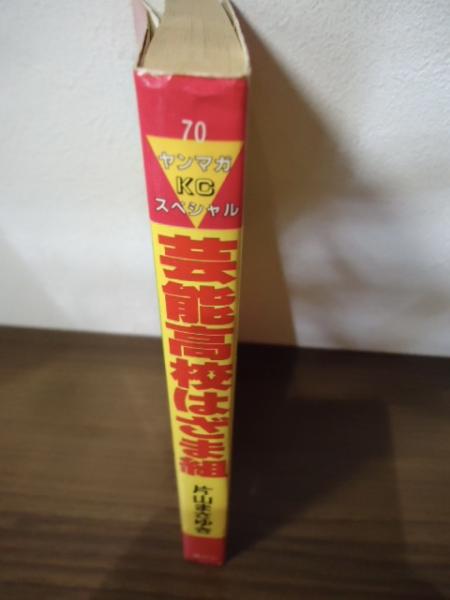 70
ヤンマガ
KC
スペシャル
芸能高校はざま組
片山まさゆき